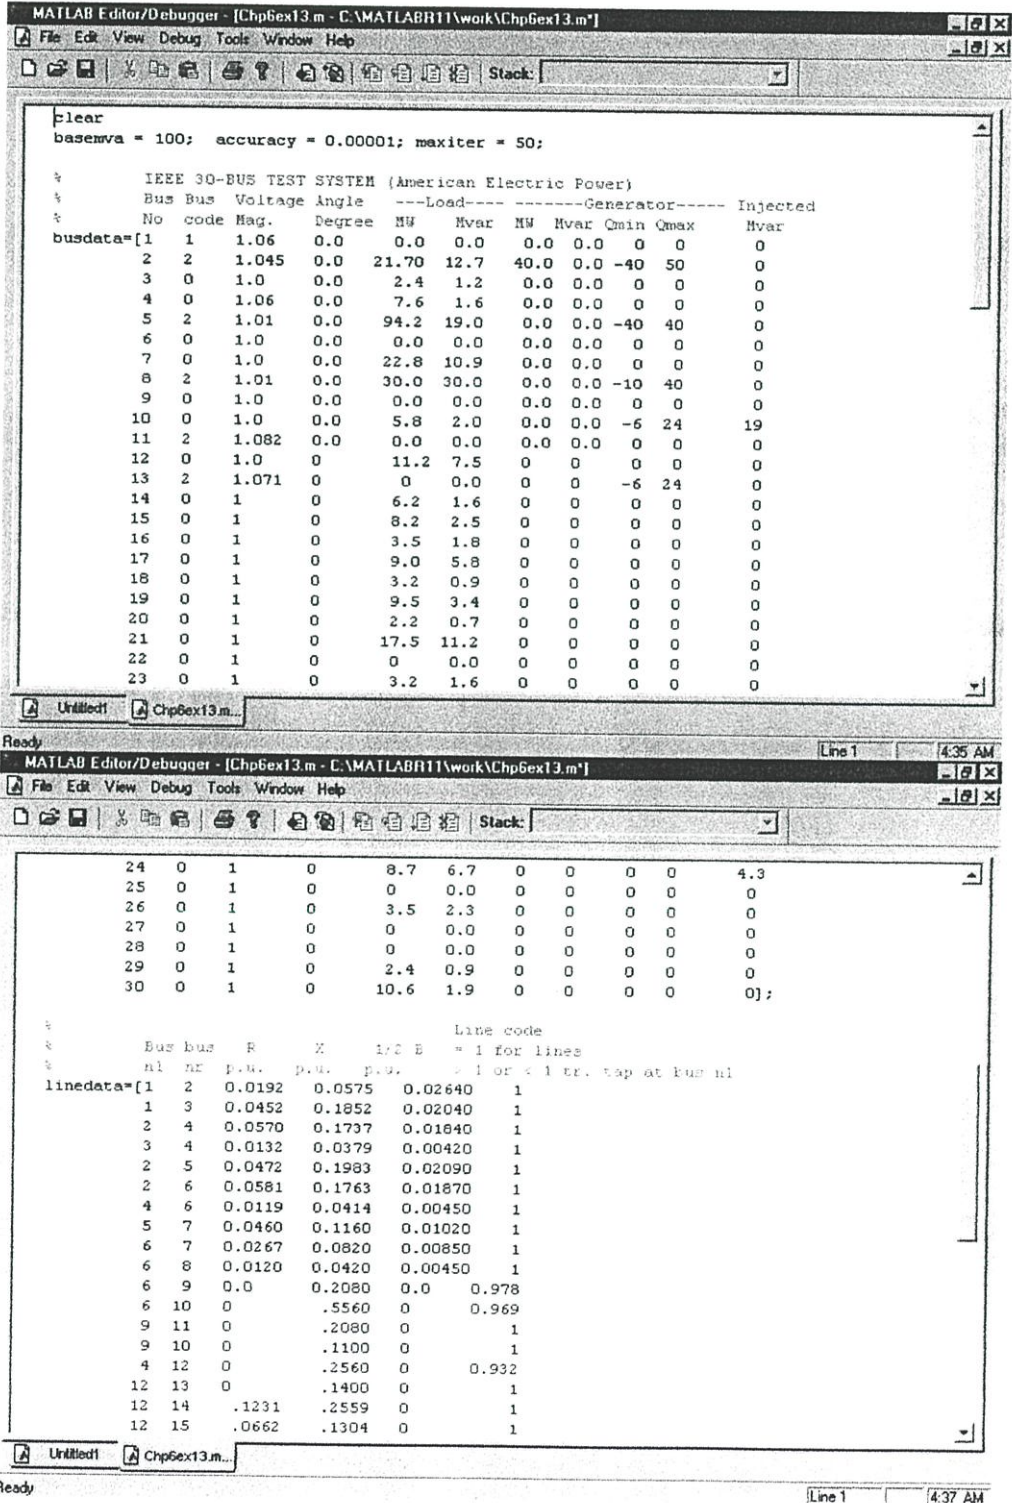 MATLAB Editor/Debugger - [Chp6ex13.m - C:\MATLABR11\work\Chp6ex13.m*]
File Edit View Debug Tools Window Help
Stack:
clear
basemva = 100; accuracy = 0.00001; maxiter = 50;
% IEEE 30-BUS TEST SYSTEM (American Electric Power)
% Bus Bus Voltage Angle ---Load---- -------Generator----- Injected
% No code Mag. Degree MW Mvar MW Mvar Qmin Qmax Mvar
busdata=[1 1 1.06 0.0 0.0 0.0 0.0 0.0 0 0 0
2 2 1.045 0.0 21.70 12.7 40.0 0.0 -40 50 0
3 0 1.0 0.0 2.4 1.2 0.0 0.0 0 0 0
4 0 1.06 0.0 7.6 1.6 0.0 0.0 0 0 0
5 2 1.01 0.0 94.2 19.0 0.0 0.0 -40 40 0
6 0 1.0 0.0 0.0 0.0 0.0 0.0 0 0 0
7 0 1.0 0.0 22.8 10.9 0.0 0.0 0 0 0
8 2 1.01 0.0 30.0 30.0 0.0 0.0 -10 40 0
9 0 1.0 0.0 0.0 0.0 0.0 0.0 0 0 0
10 0 1.0 0.0 5.8 2.0 0.0 0.0 -6 24 19
11 2 1.082 0.0 0.0 0.0 0.0 0.0 0 0 0
12 0 1.0 0 11.2 7.5 0 0 0 0 0
13 2 1.071 0 0 0.0 0 0 -6 24 0
14 0 1 0 6.2 1.6 0 0 0 0 0
15 0 1 0 8.2 2.5 0 0 0 0 0
16 0 1 0 3.5 1.8 0 0 0 0 0
17 0 1 0 9.0 5.8 0 0 0 0 0
18 0 1 0 3.2 0.9 0 0 0 0 0
19 0 1 0 9.5 3.4 0 0 0 0 0
20 0 1 0 2.2 0.7 0 0 0 0 0
21 0 1 0 17.5 11.2 0 0 0 0 0
22 0 1 0 0 0.0 0 0 0 0 0
23 0 1 0 3.2 1.6 0 0 0 0 0
Untitled1 Chp6ex13.m...
Ready Line 1 4:35 AM
MATLAB Editor/Debugger - [Chp6ex13.m - C:\MATLABR11\work\Chp6ex13.m*]
File Edit View Debug Tools Window Help
Stack:
24 0 1 0 8.7 6.7 0 0 0 0 4.3
25 0 1 0 0 0.0 0 0 0 0 0
26 0 1 0 3.5 2.3 0 0 0 0 0
27 0 1 0 0 0.0 0 0 0 0 0
28 0 1 0 0 0.0 0 0 0 0 0
29 0 1 0 2.4 0.9 0 0 0 0 0
30 0 1 0 10.6 1.9 0 0 0 0 0];
% Line code
% Bus bus R X 1/2 B = 1 for lines
% nl nr p.u. p.u. p.u. > 1 or < 1 tr. tap at bus nl
linedata=[1 2 0.0192 0.0575 0.02640 1
1 3 0.0452 0.1852 0.02040 1
2 4 0.0570 0.1737 0.01840 1
3 4 0.0132 0.0379 0.00420 1
2 5 0.0472 0.1983 0.02090 1
2 6 0.0581 0.1763 0.01870 1
4 6 0.0119 0.0414 0.00450 1
5 7 0.0460 0.1160 0.01020 1
6 7 0.0267 0.0820 0.00850 1
6 8 0.0120 0.0420 0.00450 1
6 9 0.0 0.2080 0.0 0.978
6 10 0 .5560 0 0.969
9 11 0 .2080 0 1
9 10 0 .1100 0 1
4 12 0 .2560 0 0.932
12 13 0 .1400 0 1
12 14 .1231 .2559 0 1
12 15 .0662 .1304 0 1
Untitled1 Chp6ex13.m...
Ready Line 1 4:37 AM